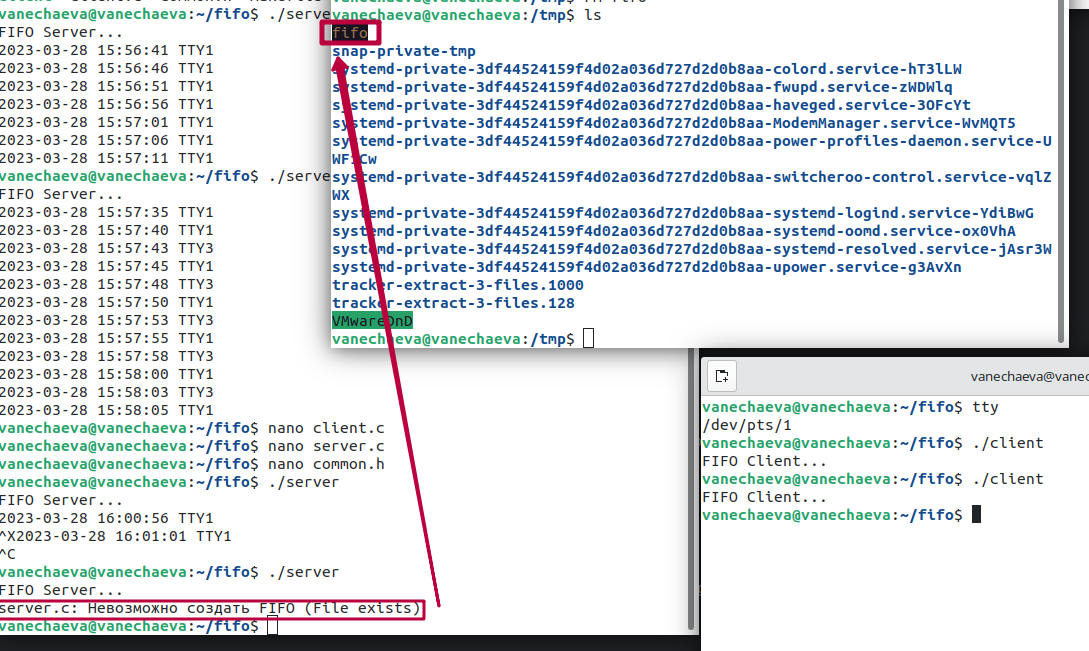 vanechaeva@vanechaeva:~/fifo$ ./serve
FIFO Server...
2023-03-28 15:56:41 TTY1
2023-03-28 15:56:46 TTY1
2023-03-28 15:56:51 TTY1
2023-03-28 15:56:56 TTY1
2023-03-28 15:57:01 TTY1
2023-03-28 15:57:06 TTY1
2023-03-28 15:57:11 TTY1
vanechaeva@vanechaeva:~/fifo$ ./serve
FIFO Server...
2023-03-28 15:57:35 TTY1
2023-03-28 15:57:40 TTY1
2023-03-28 15:57:43 TTY3
2023-03-28 15:57:45 TTY1
2023-03-28 15:57:48 TTY3
2023-03-28 15:57:50 TTY1
2023-03-28 15:57:53 TTY3
2023-03-28 15:57:55 TTY1
2023-03-28 15:57:58 TTY3
2023-03-28 15:58:00 TTY1
2023-03-28 15:58:03 TTY3
2023-03-28 15:58:05 TTY1
vanechaeva@vanechaeva:~/fifo$ nano client.c
vanechaeva@vanechaeva:~/fifo$ nano server.c
vanechaeva@vanechaeva:~/fifo$ nano common.h
vanechaeva@vanechaeva:~/fifo$ ./server
FIFO Server...
2023-03-28 16:00:56 TTY1
^X2023-03-28 16:01:01 TTY1
^C
vanechaeva@vanechaeva:~/fifo$ ./server
FIFO Server...
server.c: Невозможно создать FIFO (File exists)
vanechaeva@vanechaeva:~/fifo$
vanechaeva@vanechaeva:/tmp$ ls
fifo
snap-private-tmp
systemd-private-3df44524159f4d02a036d727d2d0b8aa-colord.service-hT3lLW
systemd-private-3df44524159f4d02a036d727d2d0b8aa-fwupd.service-zWDWlq
systemd-private-3df44524159f4d02a036d727d2d0b8aa-haveged.service-3OFcYt
systemd-private-3df44524159f4d02a036d727d2d0b8aa-ModemManager.service-WvMQT5
systemd-private-3df44524159f4d02a036d727d2d0b8aa-power-profiles-daemon.service-U
systemd-private-3df44524159f4d02a036d727d2d0b8aa-switcheroo-control.service-vqlZ
WX
systemd-private-3df44524159f4d02a036d727d2d0b8aa-systemd-logind.service-YdiBwG
systemd-private-3df44524159f4d02a036d727d2d0b8aa-systemd-oomd.service-ox0VhA
systemd-private-3df44524159f4d02a036d727d2d0b8aa-systemd-resolved.service-jAsr3W
systemd-private-3df44524159f4d02a036d727d2d0b8aa-upower.service-g3AvXn
tracker-extract-3-files.1000
tracker-extract-3-files.128
VMwareDnD
vanechaeva@vanechaeva:/tmp$
vanechaeva@vanec
vanechaeva@vanechaeva:~/fifo$ tty
/dev/pts/1
vanechaeva@vanechaeva:~/fifo$ ./client
FIFO Client...
vanechaeva@vanechaeva:~/fifo$ ./client
FIFO Client...
vanechaeva@vanechaeva:~/fifo$